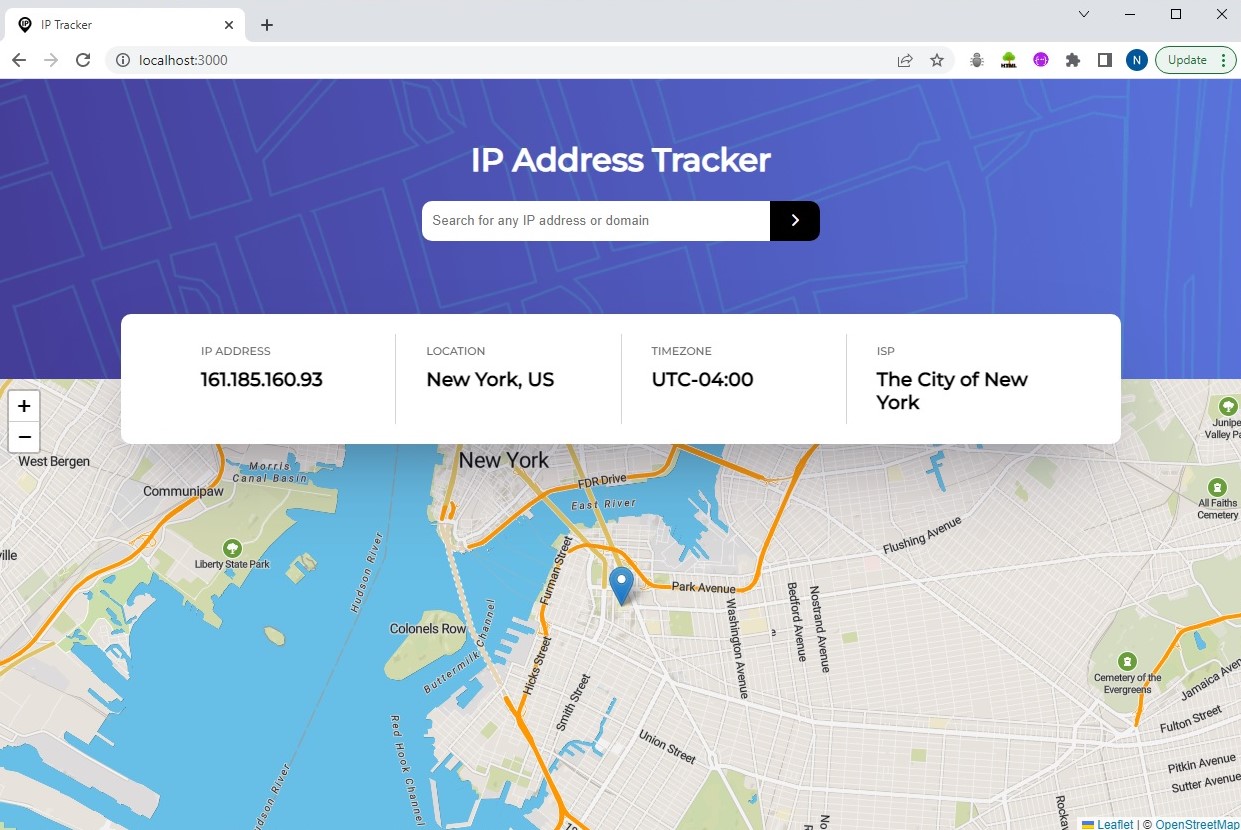 IP Tracker
localhost:3000
N
Update
IP Address Tracker
Search for any IP address or domain
IP ADDRESS
161.185.160.93
LOCATION
New York, US
TIMEZONE
UTC-04:00
ISP
The City of New
York
+
−
West Bergen
Communipaw
Morris
Canal Basin
New York
FDR Drive
East River
Liberty State Park
Hudson River
Colonels Row
Buttermilk Channel
Furman Street
Hicks Street
Smith Street
Park Avenue
Washington Avenue
Bedford Avenue
Nostrand Avenue
Flushing Avenue
Union Street
Red Hook Channel
Hudson River
Junipe
Valley Pa
All Faiths
Cemetery
Cemetery of the
Evergreens
Jamaica Aven
Fulton Street
Pitkin Avenue
Sutter Avenue
Rocka
ville
Leaflet | © OpenStreetMap